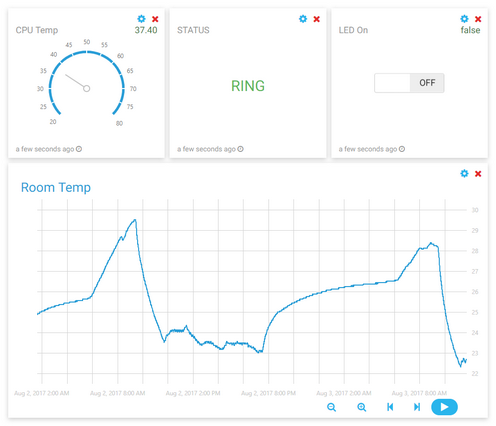 CPU Temp 37.40
50
45 55
40 60
35 65
30 70
25 75
20 80
a few seconds ago
STATUS
RING
a few seconds ago
LED On false
OFF
a few seconds ago
Room Temp
30
29
28
27
26
25
24
23
22
Aug 2, 2017 2:00 AM Aug 2, 2017 8:00 AM Aug 2, 2017 2:00 PM Aug 2, 2017 8:00 PM Aug 3, 2017 2:00 AM Aug 3, 2017 8:00 AM